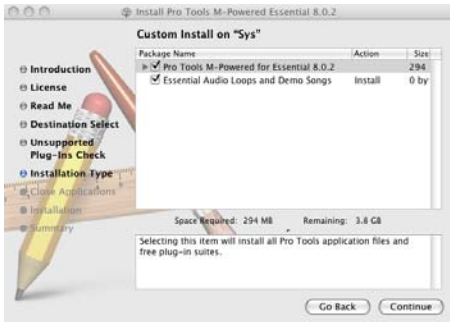 Install Pro Tools M-Powered Essential 8.0.2
Custom Install on "Sys"
Package Name Action Size
Pro Tools M-Powered for Essential 8.0.2 294
Essential Audio Loops and Demo Songs Install 0 by
Introduction
License
Read Me
Destination Select
Unsupported
Plug-Ins Check
Installation Type
Close Applications
Installation
Summary
Space Required: 294 MB Remaining: 3.6 GB
Selecting this item will install all Pro Tools application files and
free plug-in suites.
Go Back Continue